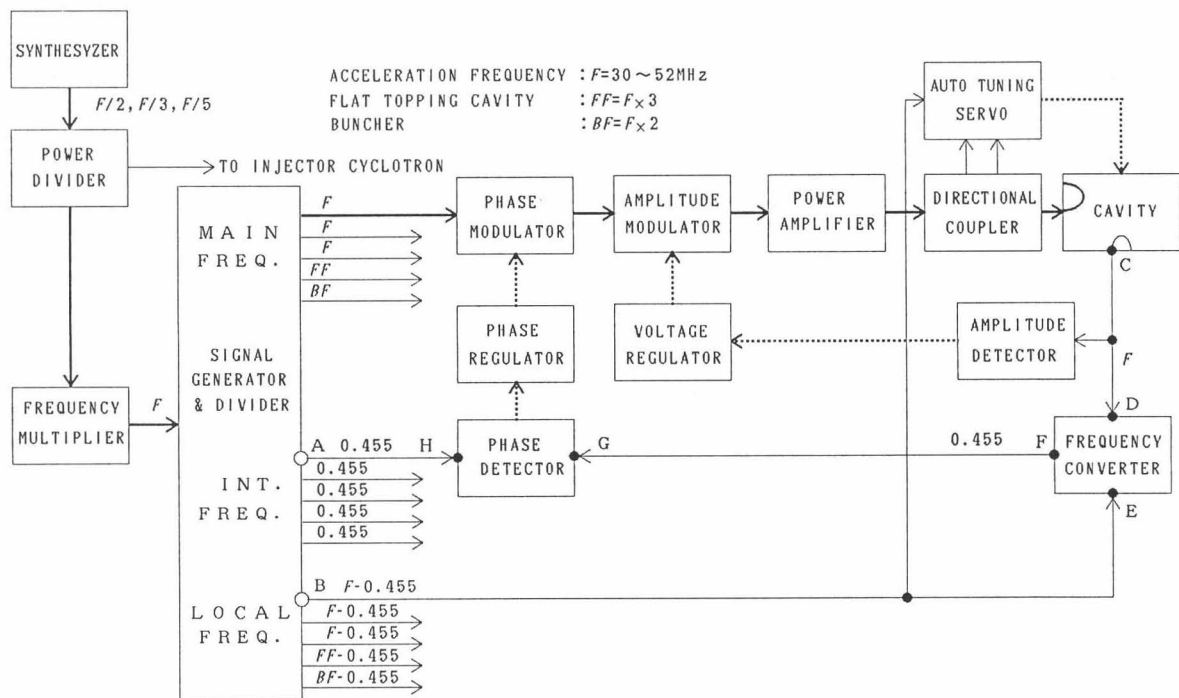 SYNTHESYZER
F/2, F/3, F/5
ACCELERATION FREQUENCY : F=30～52MHz
FLAT TOPPING CAVITY : FF=F×3
BUNCHER : BF=F×2
AUTO TUNING
SERVO
POWER
DIVIDER
TO INJECTOR CYCLOTRON
MAIN
FREQ.
F
F
F
FF
BF
PHASE
MODULATOR
AMPLITUDE
MODULATOR
POWER
AMPLIFIER
DIRECTIONAL
COUPLER
CAVITY
C
PHASE
REGULATOR
VOLTAGE
REGULATOR
AMPLITUDE
DETECTOR
F
SIGNAL
GENERATOR
& DIVIDER
FREQUENCY
MULTIPLIER
F
A 0.455 H
0.455
0.455
0.455
0.455
INT.
FREQ.
PHASE
DETECTOR
G
0.455 F
D
FREQUENCY
CONVERTER
E
B F-0.455
LOCAL
FREQ.
F-0.455
F-0.455
FF-0.455
BF-0.455